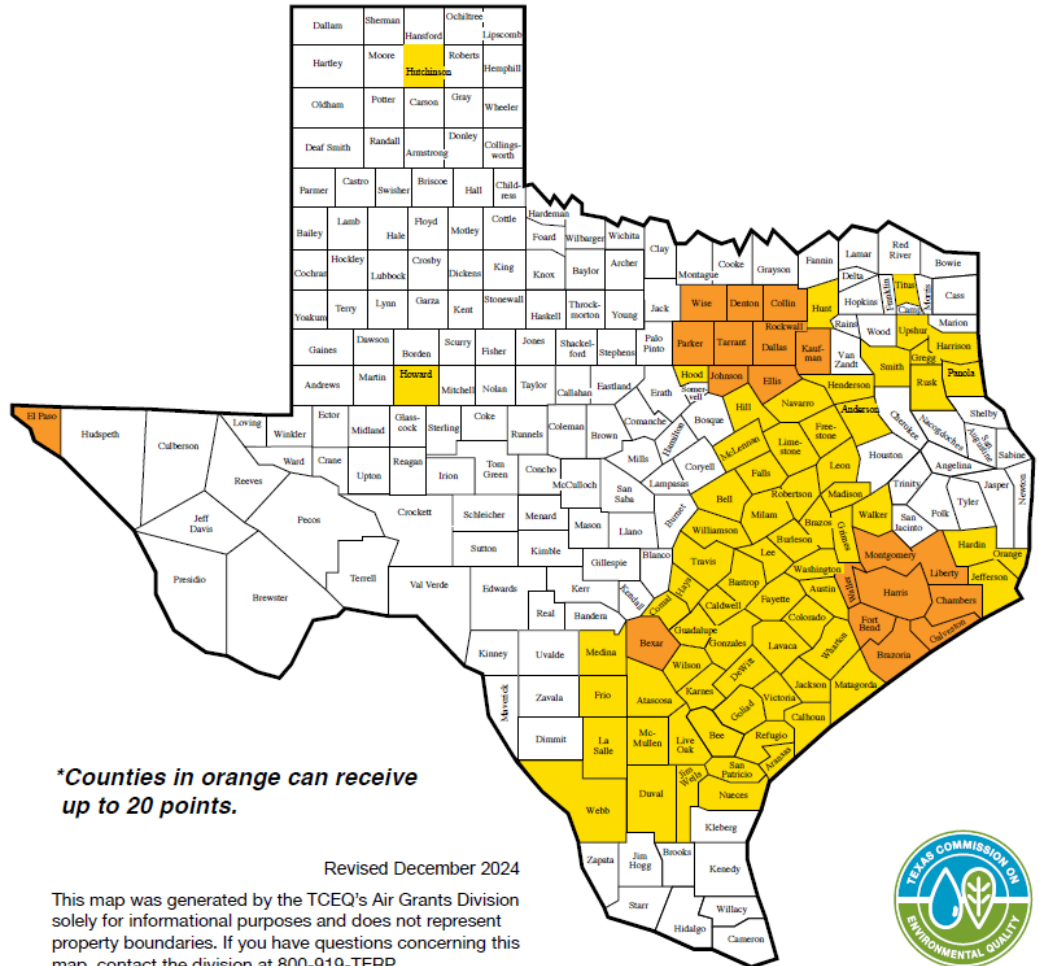 Dallam
Sherman
Hansford
Ochiltree
Lipscomb
Hartley
Moore
Hutchinson
Roberts
Hemphill
Oldham
Potter
Carson
Gray
Wheeler
Deaf Smith
Randall
Armstrong
Donley
Collings-
worth
Parmer
Castro
Swisher
Briscoe
Hall
Child-
ress
Bailey
Lamb
Hale
Floyd
Motley
Cottle
Hardeman
Foard
Wilbarger
Wichita
Clay
Montague
Cooke
Grayson
Fannin
Lamar
Red
River
Bowie
Cochran
Hockley
Lubbock
Crosby
Dickens
King
Knox
Baylor
Archer
Delta
Hopkins
Franklin
Titus
Camp
Morris
Cass
Yoakum
Terry
Lynn
Garza
Kent
Stonewall
Haskell
Throck-
morton
Young
Jack
Wise
Denton
Collin
Rockwall
Hunt
Rains
Wood
Upshur
Marion
Harrison
Gaines
Dawson
Borden
Scurry
Fisher
Jones
Shackel-
ford
Stephens
Palo
Pinto
Parker
Tarrant
Dallas
Kauf-
man
Van
Zandt
Smith
Gregg
Rusk
Panola
Andrews
Martin
Howard
Mitchell
Nolan
Taylor
Callahan
Eastland
Erath
Hood
Somer-
vell
Johnson
Ellis
Henderson
Navarro
Anderson
Cherokee
Nacogdoches
Shelby
San
Augustine
Sabine
El Paso
Hudspeth
Culberson
Loving
Winkler
Ector
Midland
Glass-
cock
Sterling
Coke
Runnels
Coleman
Brown
Comanche
Hamilton
Bosque
Hill
McLennon
Lime-
stone
Free-
stone
Leon
Houston
Angelina
Trinity
Polk
Tyler
Jasper
Newton
Reeves
Ward
Crane
Upton
Reagan
Irion
Tom
Green
Concho
McCulloch
San
Saba
Mills
Lampasas
Coryell
Bell
Falls
Robertson
Madison
Walker
San
Jacinto
Jeff
Davis
Pecos
Crockett
Schleicher
Menard
Mason
Llano
Burnet
Williamson
Milam
Brazos
Grimes
Montgomery
Hardin
Orange
Presidio
Brewster
Terrell
Val Verde
Sutton
Kimble
Gillespie
Blanco
Travis
Lee
Burleson
Washington
Waller
Liberty
Jefferson
Edwards
Kerr
Kendall
Comal
Hays
Bastrop
Fayette
Austin
Harris
Chambers
Real
Bandera
Caldwell
Colorado
Fort
Bend
Galveston
Kinney
Uvalde
Medina
Bexar
Guadalupe
Gonzales
Lavaca
Wharton
Brazoria
Maverick
Zavala
Frio
Atascosa
Wilson
Karnes
DeWitt
Jackson
Matagorda
Dimmit
La
Salle
Mc-
Mullen
Live
Oak
Bee
Goliad
Victoria
Calhoun
Refugio
Aransas
Webb
Duval
Jim
Wells
San
Patricio
Nueces
Kleberg
Zapata
Jim
Hogg
Brooks
Kenedy
Starr
Willacy
Hidalgo
Cameron
*Counties in orange can receive
up to 20 points.
Revised December 2024
This map was generated by the TCEQ's Air Grants Division
solely for informational purposes and does not represent
property boundaries. If you have questions concerning this
map, contact the division at 800-919-TERP
TEXAS COMMISSION ON
ENVIRONMENTAL QUALITY